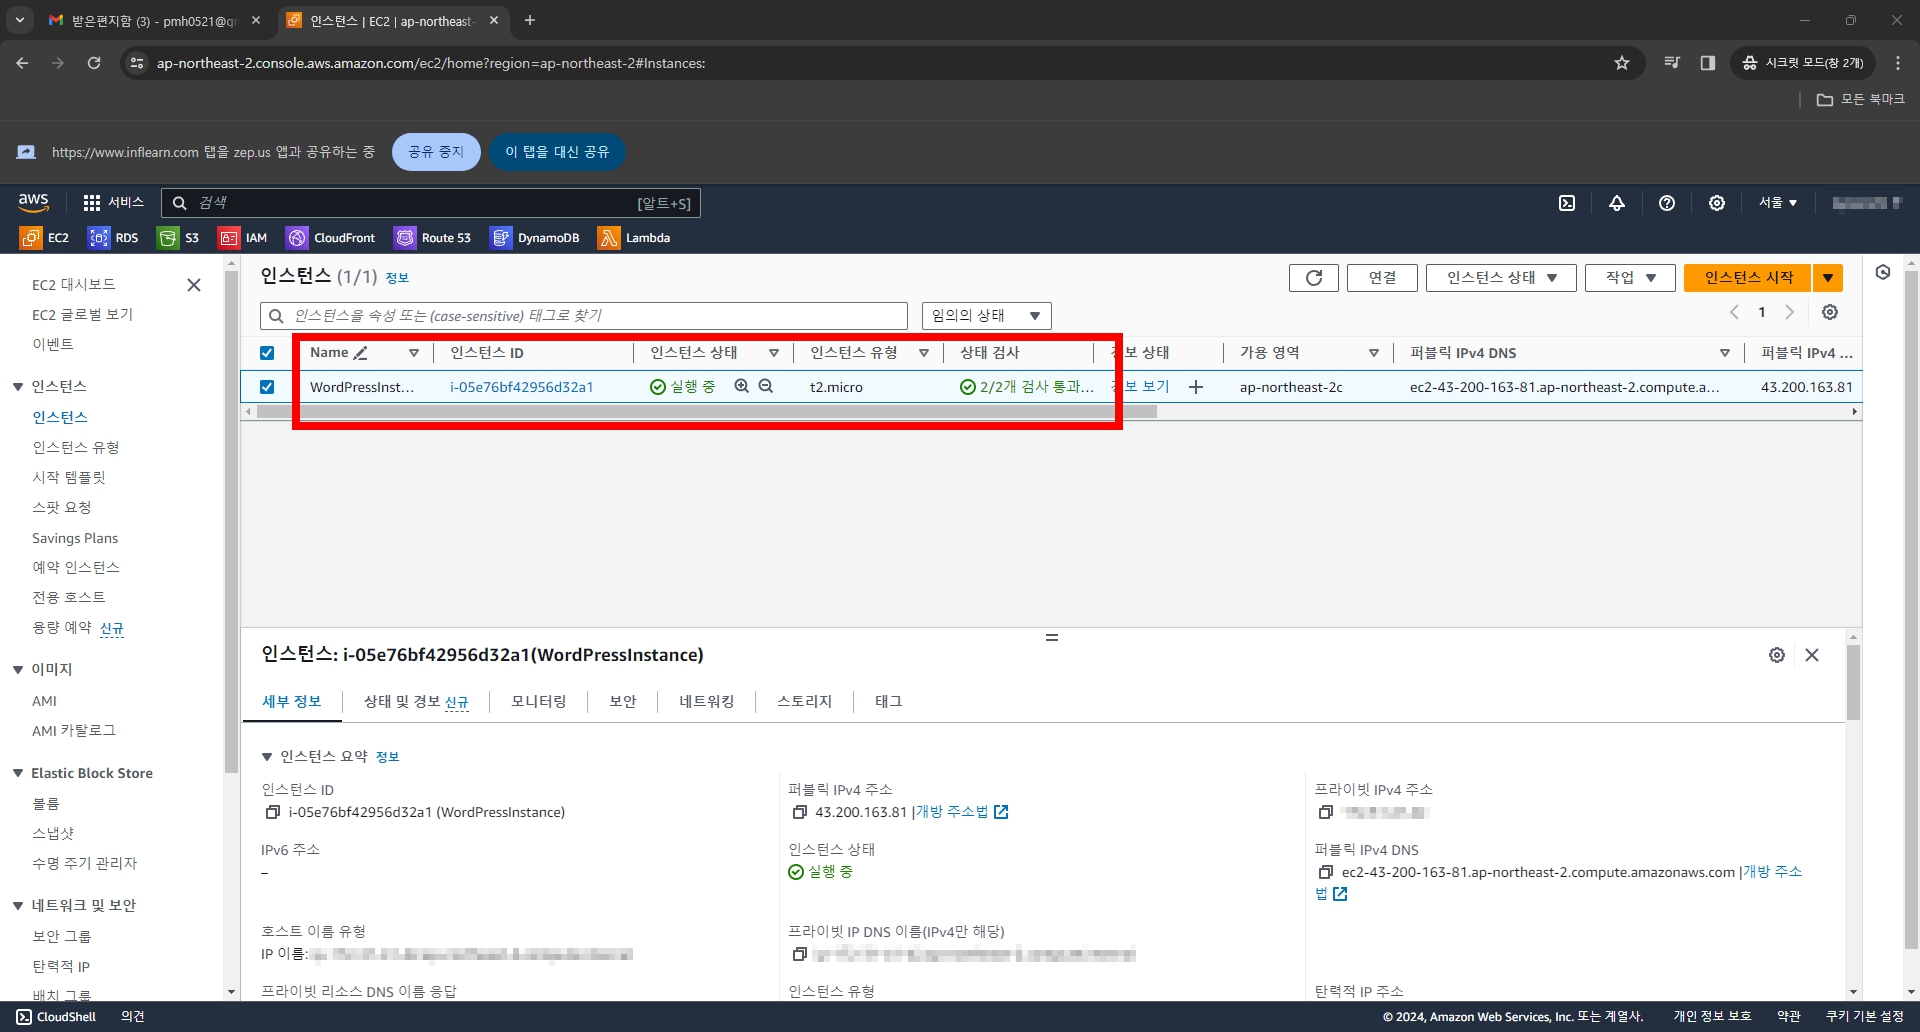 받은편지함 (3) - pmh0521@gm
인스턴스 | EC2 | ap-northeast-
ap-northeast-2.console.aws.amazon.com/ec2/home?region=ap-northeast-2#Instances:
시크릿 모드(창 2개)
모든 북마크
https://www.inflearn.com 탭을 zep.us 앱과 공유하는 중
공유 중지
이 탭을 대신 공유
aws
서비스
검색
[알트+S]
서울
EC2
RDS
S3
IAM
CloudFront
Route 53
DynamoDB
Lambda
EC2 대시보드
EC2 글로벌 보기
이벤트
인스턴스
인스턴스
인스턴스 유형
시작 템플릿
스팟 요청
Savings Plans
예약 인스턴스
전용 호스트
용량 예약 신규
이미지
AMI
AMI 카탈로그
Elastic Block Store
볼륨
스냅샷
수명 주기 관리자
네트워크 및 보안
보안 그룹
탄력적 IP
배치 그룹
인스턴스 (1/1) 정보
연결
인스턴스 상태
작업
인스턴스 시작
인스턴스을 속성 또는 (case-sensitive) 태그로 찾기
임의의 상태
1
Name
인스턴스 ID
인스턴스 상태
인스턴스 유형
상태 검사
보 상태
가용 영역
퍼블릭 IPv4 DNS
퍼블릭 IPv4 ...
WordPressInst...
i-05e76bf42956d32a1
실행 중
t2.micro
2/2개 검사 통과...
보 보기
ap-northeast-2c
ec2-43-200-163-81.ap-northeast-2.compute.a...
43.200.163.81
인스턴스: i-05e76bf42956d32a1(WordPressInstance)
세부 정보
상태 및 경보 신규
모니터링
보안
네트워킹
스토리지
태그
인스턴스 요약 정보
인스턴스 ID
i-05e76bf42956d32a1 (WordPressInstance)
퍼블릭 IPv4 주소
43.200.163.81 |개방 주소법
프라이빗 IPv4 주소
IPv6 주소
–
인스턴스 상태
실행 중
퍼블릭 IPv4 DNS
ec2-43-200-163-81.ap-northeast-2.compute.amazonaws.com |개방 주소
법
호스트 이름 유형
IP 이름:
프라이빗 IP DNS 이름(IPv4만 해당)
프라이빗 리소스 DNS 이름 응답
인스턴스 유형
탄력적 IP 주소
CloudShell
의견
© 2024, Amazon Web Services, Inc. 또는 계열사.
개인 정보 보호
약관
쿠키 기본 설정